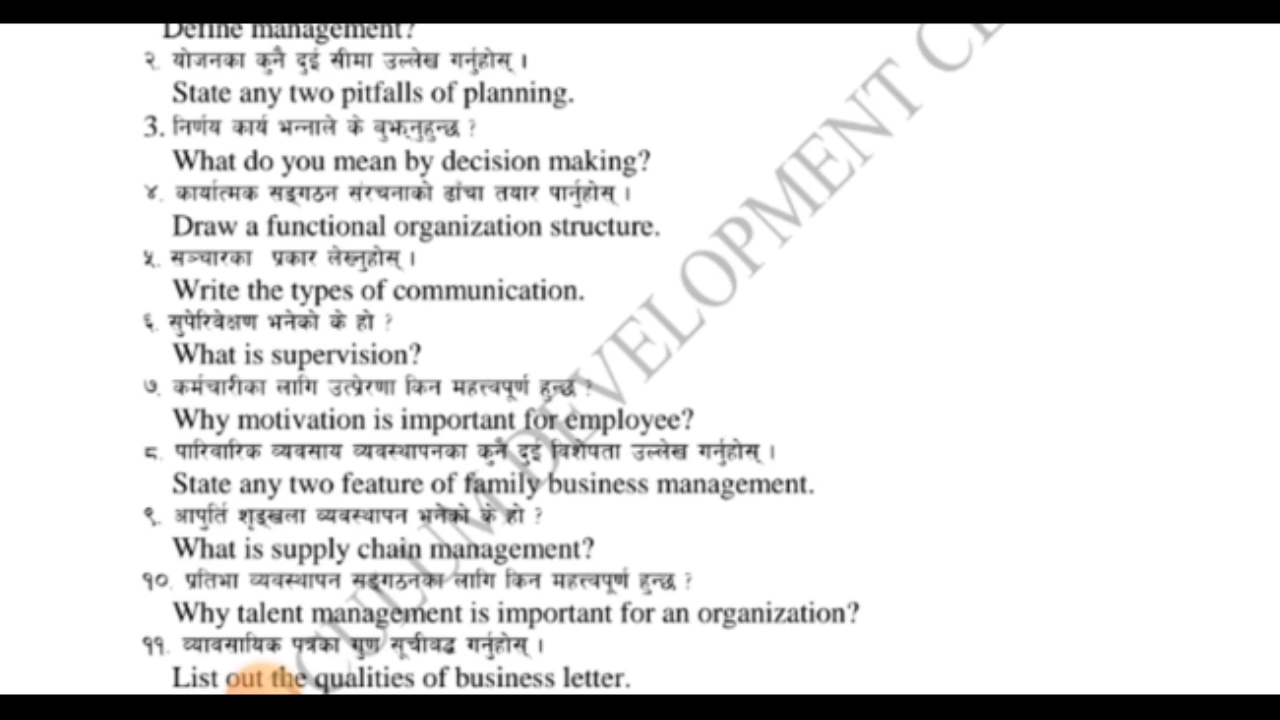 Define management?
२. योजनका कुनै दुई सीमा उल्लेख गर्नुहोस् ।
State any two pitfalls of planning.
3. निर्णय कार्य भन्नाले के बुझ्नुहुन्छ ?
What do you mean by decision making?
४. कार्यात्मक सङ्गठन संरचनाको ढाँचा तयार पार्नुहोस् ।
Draw a functional organization structure.
५. सञ्चारका प्रकार लेख्नुहोस् ।
Write the types of communication.
६. सुपेरिवेक्षण भनेको के हो ?
What is supervision?
७. कर्मचारीका लागि उत्प्रेरणा किन महत्त्वपूर्ण हुन्छ ?
Why motivation is important for employee?
८. पारिवारिक व्यवसाय व्यवस्थापनका कुनै दुई विशेषता उल्लेख गर्नुहोस् ।
State any two feature of family business management.
९. आपुर्ति शृङ्खला व्यवस्थापन भनेको के हो ?
What is supply chain management?
१०. प्रतिभा व्यवस्थापन सङ्गठनका लागि किन महत्त्वपूर्ण हुन्छ ?
Why talent management is important for an organization?
११. व्यावसायिक पत्रका गुण सूचीबद्ध गर्नुहोस् ।
List out the qualities of business letter.
CULUM DEVELOPMENT CE